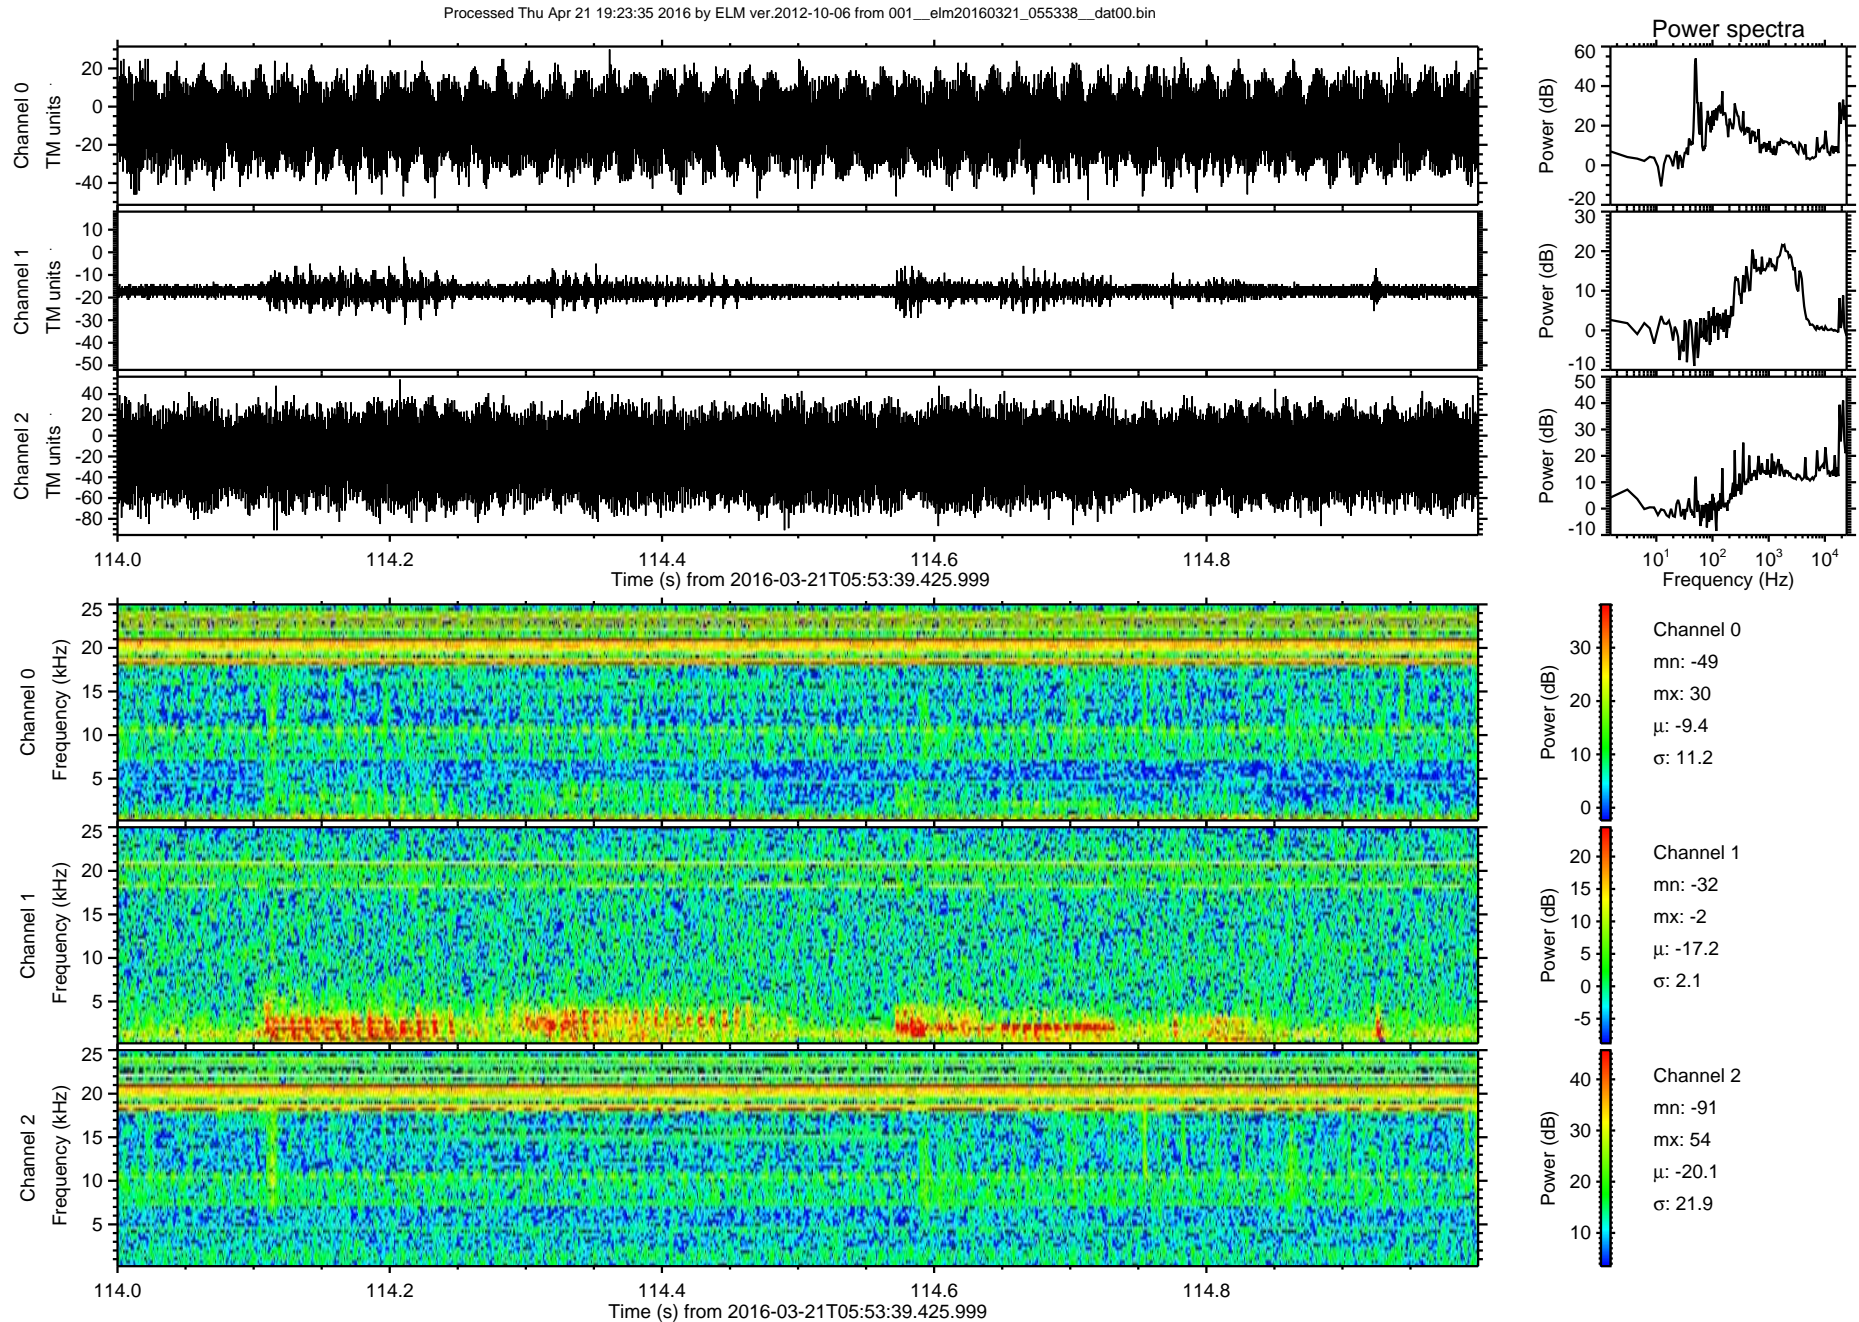 Processed Thu Apr 21 19:23:35 2016 by ELM ver.2012-10-06 from 001__elm20160321_055338__dat00.bin
Power spectra
Channel 0
TM units
20
0
-20
-40
Power (dB)
60
40
20
0
-20
Channel 1
TM units
10
0
-10
-20
-30
-40
-50
Power (dB)
30
20
10
0
-10
Channel 2
TM units
40
20
0
-20
-40
-60
-80
Power (dB)
50
40
30
20
10
0
-10
114.0 114.2 114.4 114.6 114.8
Time (s) from 2016-03-21T05:53:39.425.999
10¹ 10² 10³ 10⁴
Frequency (Hz)
Channel 0
Frequency (kHz)
25
20
15
10
5
Power (dB)
30
20
10
0
Channel 0
mn: -49
mx: 30
μ: -9.4
σ: 11.2
Channel 1
Frequency (kHz)
25
20
15
10
5
Power (dB)
20
15
10
5
0
-5
Channel 1
mn: -32
mx: -2
μ: -17.2
σ: 2.1
Channel 2
Frequency (kHz)
25
20
15
10
5
Power (dB)
40
30
20
10
Channel 2
mn: -91
mx: 54
μ: -20.1
σ: 21.9
114.0 114.2 114.4 114.6 114.8
Time (s) from 2016-03-21T05:53:39.425.999